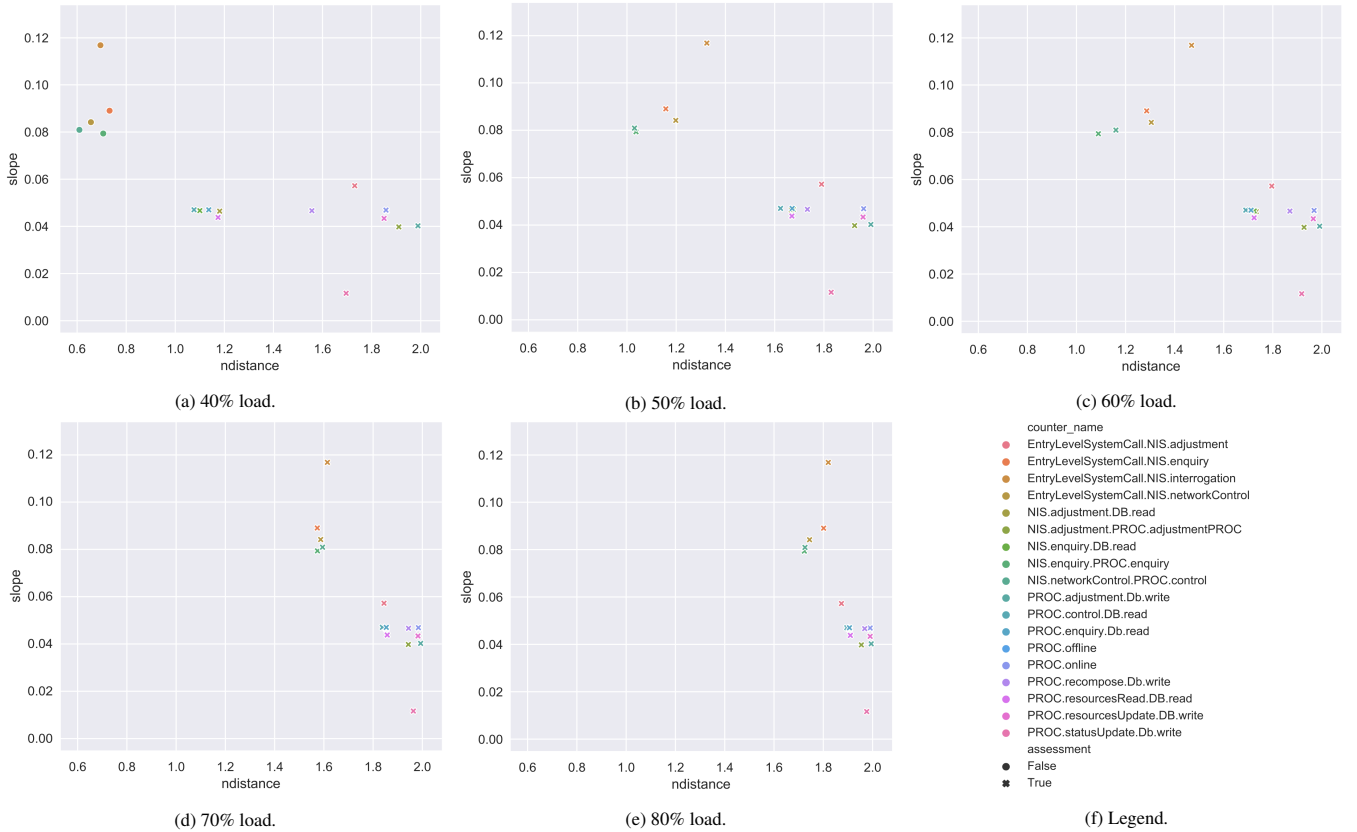 0.12
0.10
0.08
0.06
0.04
0.02
0.00
slope
0.6 0.8 1.0 1.2 1.4 1.6 1.8 2.0
ndistance
(a) 40% load.
0.12
0.10
0.08
0.06
0.04
0.02
0.00
slope
0.6 0.8 1.0 1.2 1.4 1.6 1.8 2.0
ndistance
(b) 50% load.
0.12
0.10
0.08
0.06
0.04
0.02
0.00
slope
0.6 0.8 1.0 1.2 1.4 1.6 1.8 2.0
ndistance
(c) 60% load.
0.12
0.10
0.08
0.06
0.04
0.02
0.00
slope
0.6 0.8 1.0 1.2 1.4 1.6 1.8 2.0
ndistance
(d) 70% load.
0.12
0.10
0.08
0.06
0.04
0.02
0.00
slope
0.6 0.8 1.0 1.2 1.4 1.6 1.8 2.0
ndistance
(e) 80% load.
counter_name
EntryLevelSystemCall.NIS.adjustment
EntryLevelSystemCall.NIS.enquiry
EntryLevelSystemCall.NIS.interrogation
EntryLevelSystemCall.NIS.networkControl
NIS.adjustment.DB.read
NIS.adjustment.PROC.adjustmentPROC
NIS.enquiry.DB.read
NIS.enquiry.PROC.enquiry
NIS.networkControl.PROC.control
PROC.adjustment.Db.write
PROC.control.DB.read
PROC.enquiry.Db.read
PROC.offline
PROC.online
PROC.recompose.Db.write
PROC.resourcesRead.DB.read
PROC.resourcesUpdate.DB.write
PROC.statusUpdate.Db.write
assessment
False
True
(f) Legend.